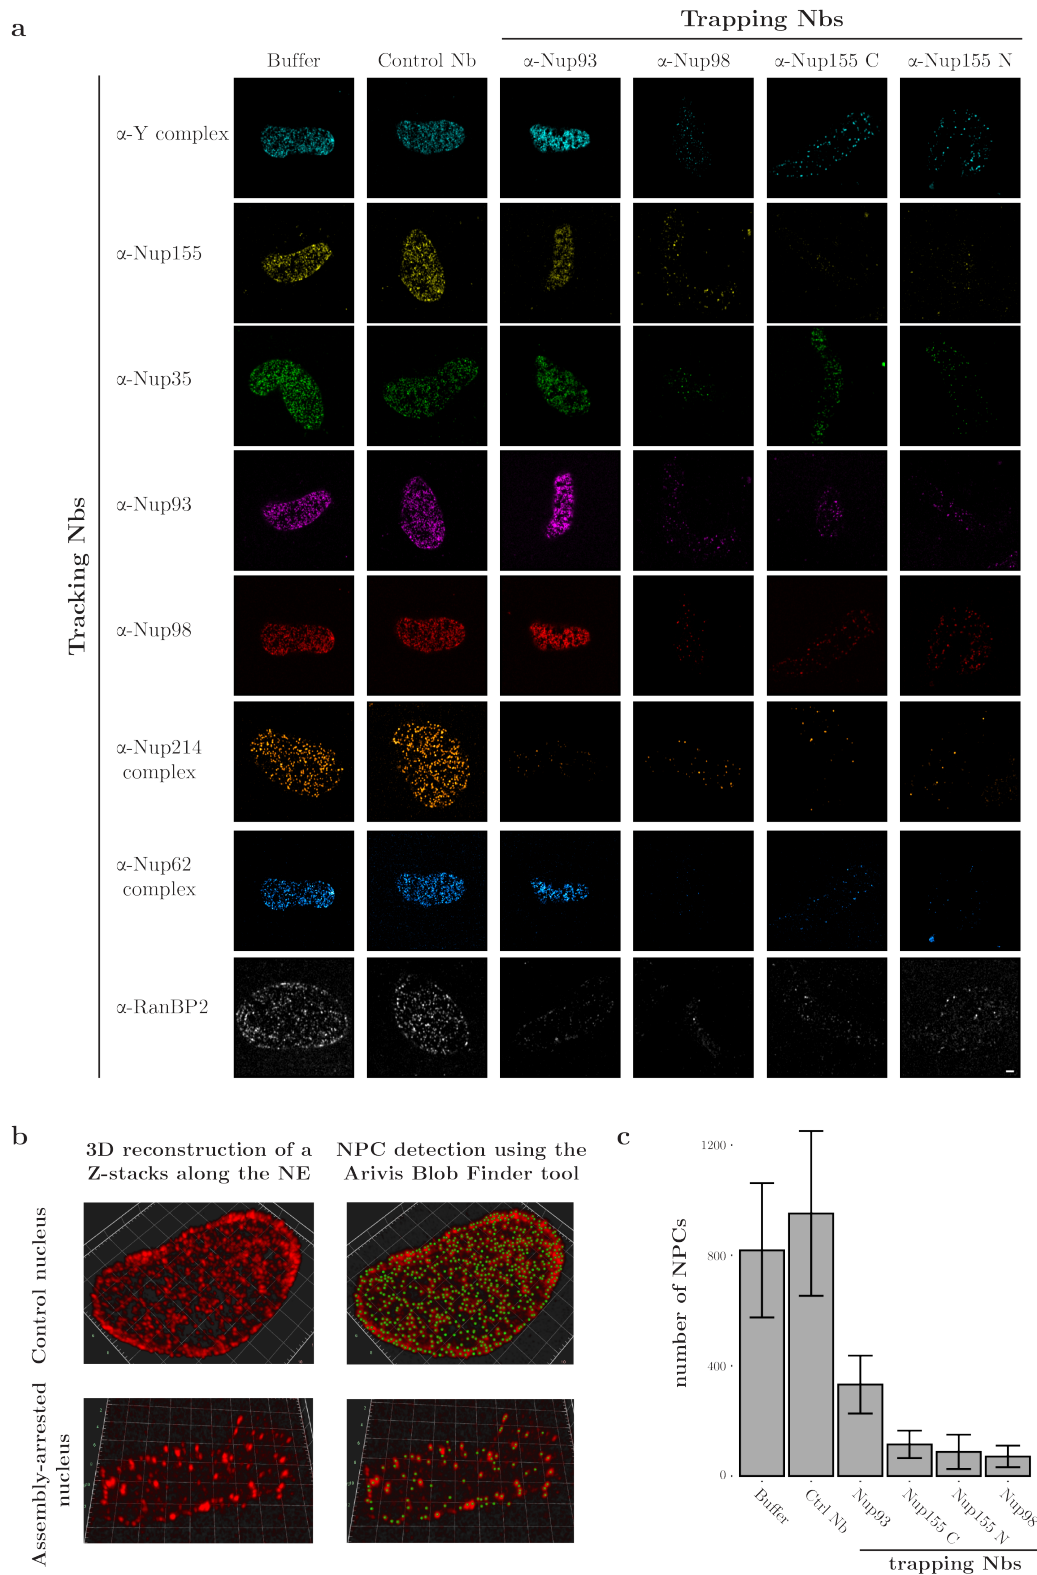 a
Trapping Nbs
Buffer
Control Nb
α-Nup93
α-Nup98
α-Nup155 C
α-Nup155 N
Tracking Nbs
α-Y complex
α-Nup155
α-Nup35
α-Nup93
α-Nup98
α-Nup214
complex
α-Nup62
complex
α-RanBP2
b
3D reconstruction of a
Z-stacks along the NE
NPC detection using the
Arivis Blob Finder tool
Control nucleus
Assembly-arrested
nucleus
c
number of NPCs
1200
800
400
0
Buffer
Ctrl Nb
Nup93
Nup155 C
Nup155 N
Nup98
trapping Nbs